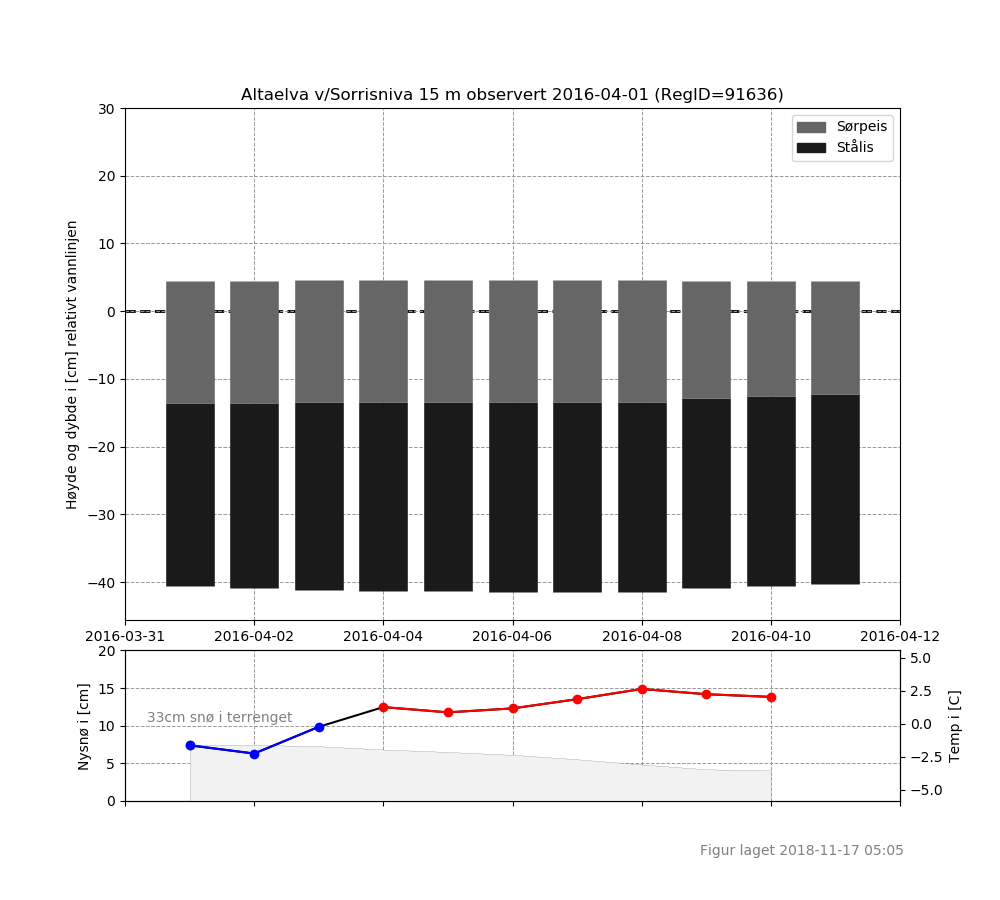 Altaelva v/Sorrisniva 15 m observert 2016-04-01 (RegID=91636)
Sørpeis
Stålis
30
20
10
0
−10
−20
−30
−40
Høyde og dybde i [cm] relativt vannlinjen
2016-03-31 2016-04-02 2016-04-04 2016-04-06 2016-04-08 2016-04-10 2016-04-12
20
15
10
5
0
Nysnø i [cm]
33cm snø i terrenget
5.0
2.5
0.0
−2.5
−5.0
Temp i [C]
Figur laget 2018-11-17 05:05